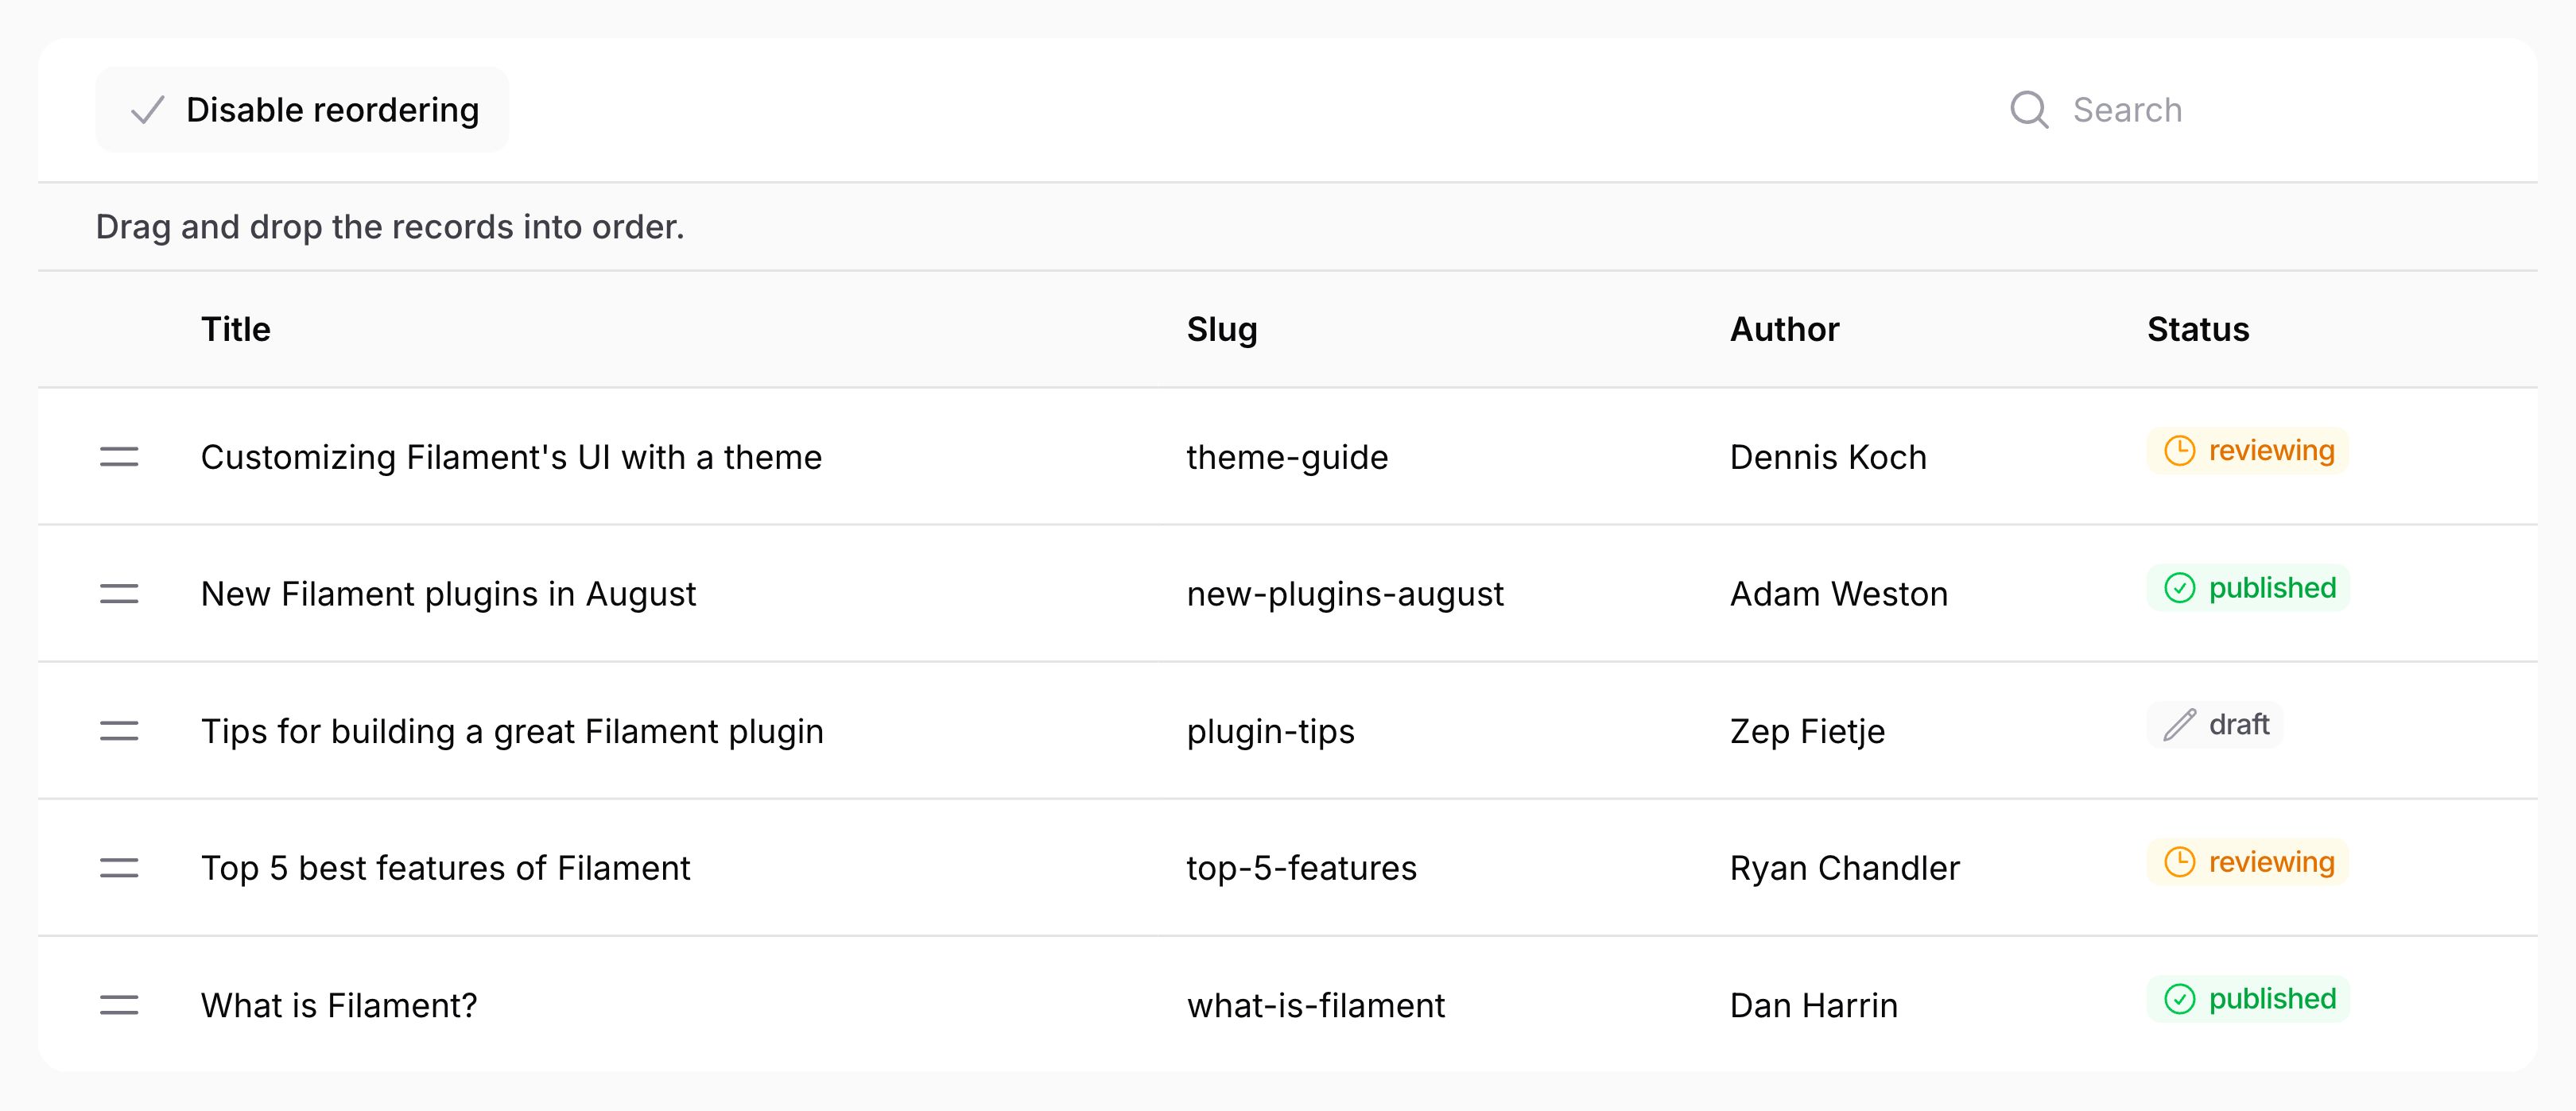 Disable reordering
Search
Drag and drop the records into order.
Title Slug Author Status
Customizing Filament's UI with a theme theme-guide Dennis Koch reviewing
New Filament plugins in August new-plugins-august Adam Weston published
Tips for building a great Filament plugin plugin-tips Zep Fietje draft
Top 5 best features of Filament top-5-features Ryan Chandler reviewing
What is Filament? what-is-filament Dan Harrin published